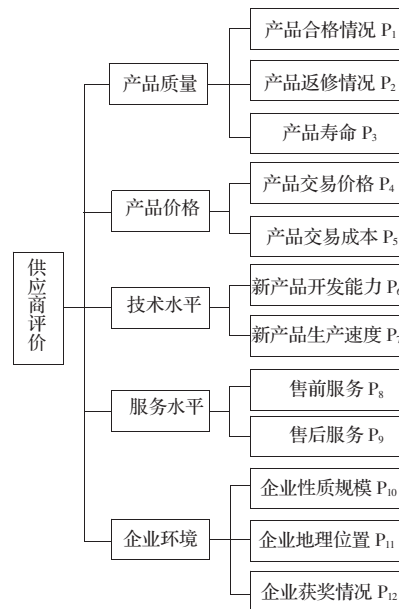 供应商评价
产品质量
产品合格情况 P₁
产品返修情况 P₂
产品寿命 P₃
产品价格
产品交易价格 P₄
产品交易成本 P₅
技术水平
新产品开发能力 P₆
新产品生产速度 P
服务水平
售前服务 P₈
售后服务 P₉
企业环境
企业性质规模 P₁₀
企业地理位置 P₁₁
企业获奖情况 P₁₂